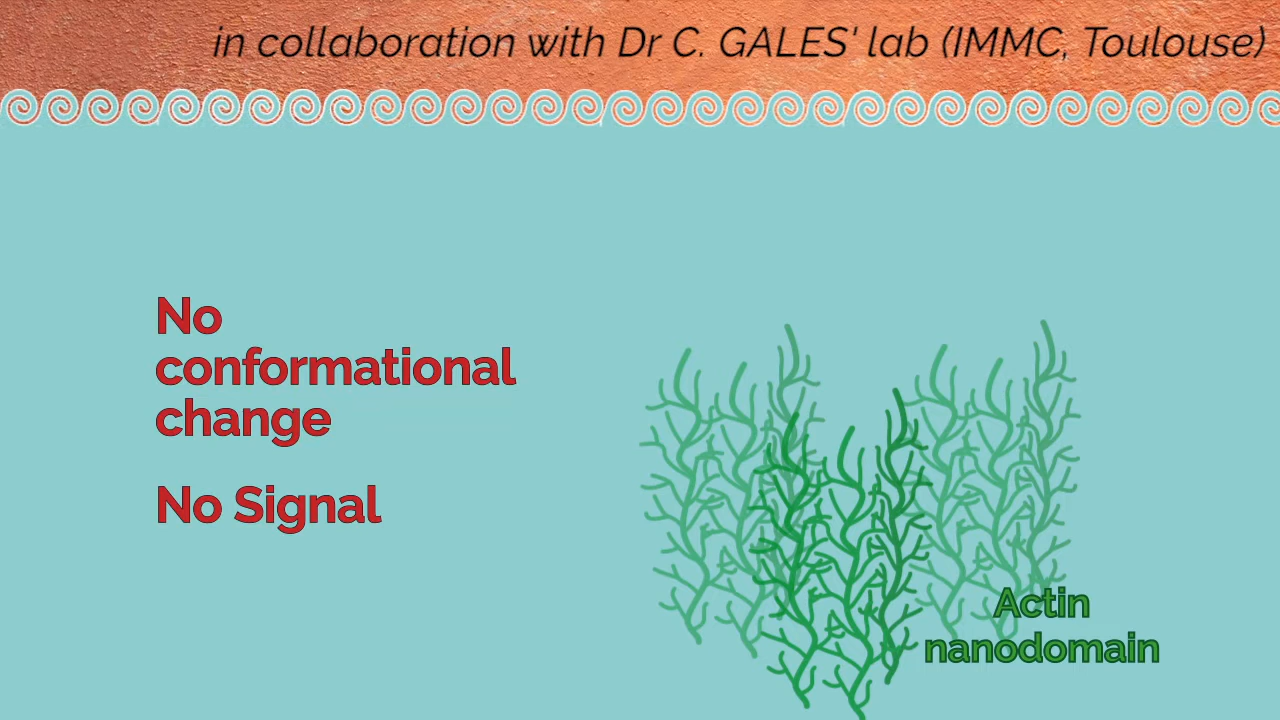 in collaboration with Dr C. GALES' lab (IMMC, Toulouse)
No
conformational
change
No Signal
Actin
nanodomain